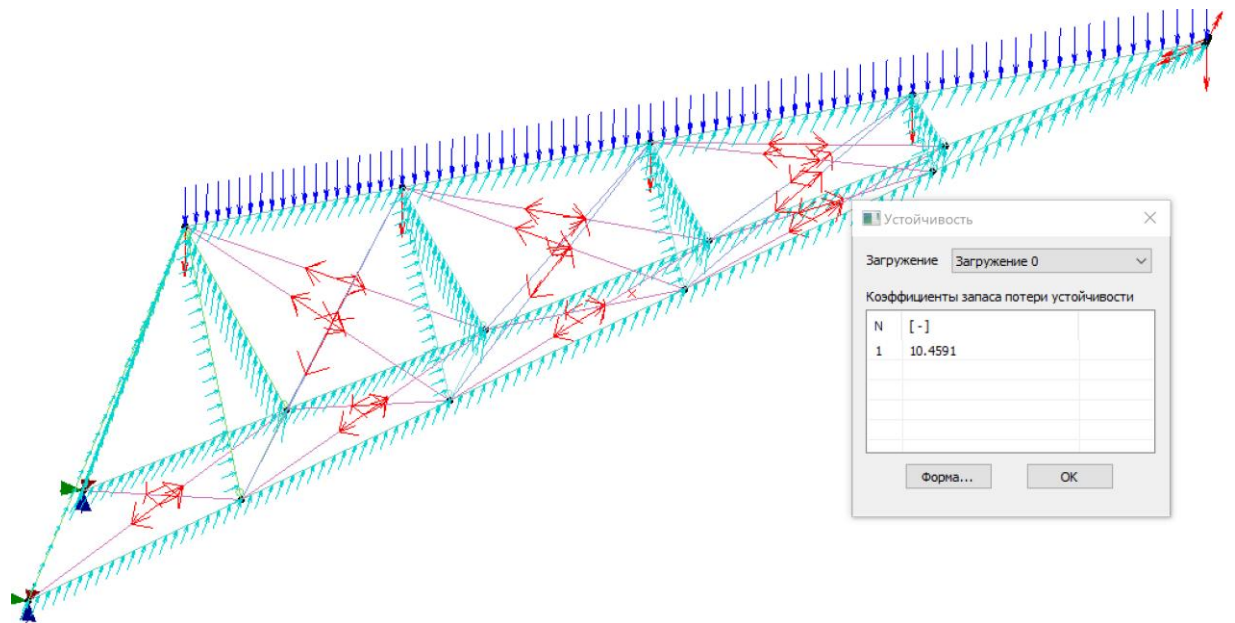 Устойчивость
Загружение Загружение 0
Коэффициенты запаса потери устойчивости
N [ - ]
1 10.4591
Форма... OK